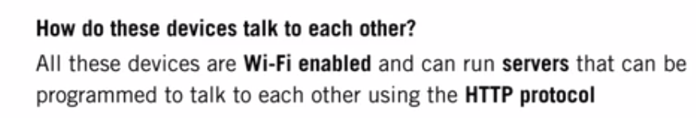 How do these devices talk to each other?
All these devices are Wi-Fi enabled and can run servers that can be
programmed to talk to each other using the HTTP protocol